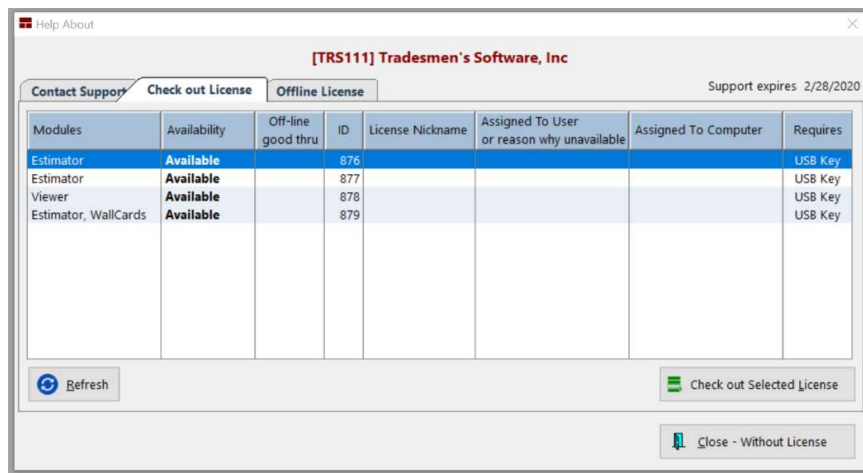 Help About
[TRS111] Tradesmen's Software, Inc
Contact Support Check out License Offline License Support expires 2/28/2020
Modules Availability Off-line good thru ID License Nickname Assigned To User or reason why unavailable Assigned To Computer Requires
Estimator Available 876 USB Key
Estimator Available 877 USB Key
Viewer Available 878 USB Key
Estimator, WallCards Available 879 USB Key
Refresh Check out Selected License
Close - Without License